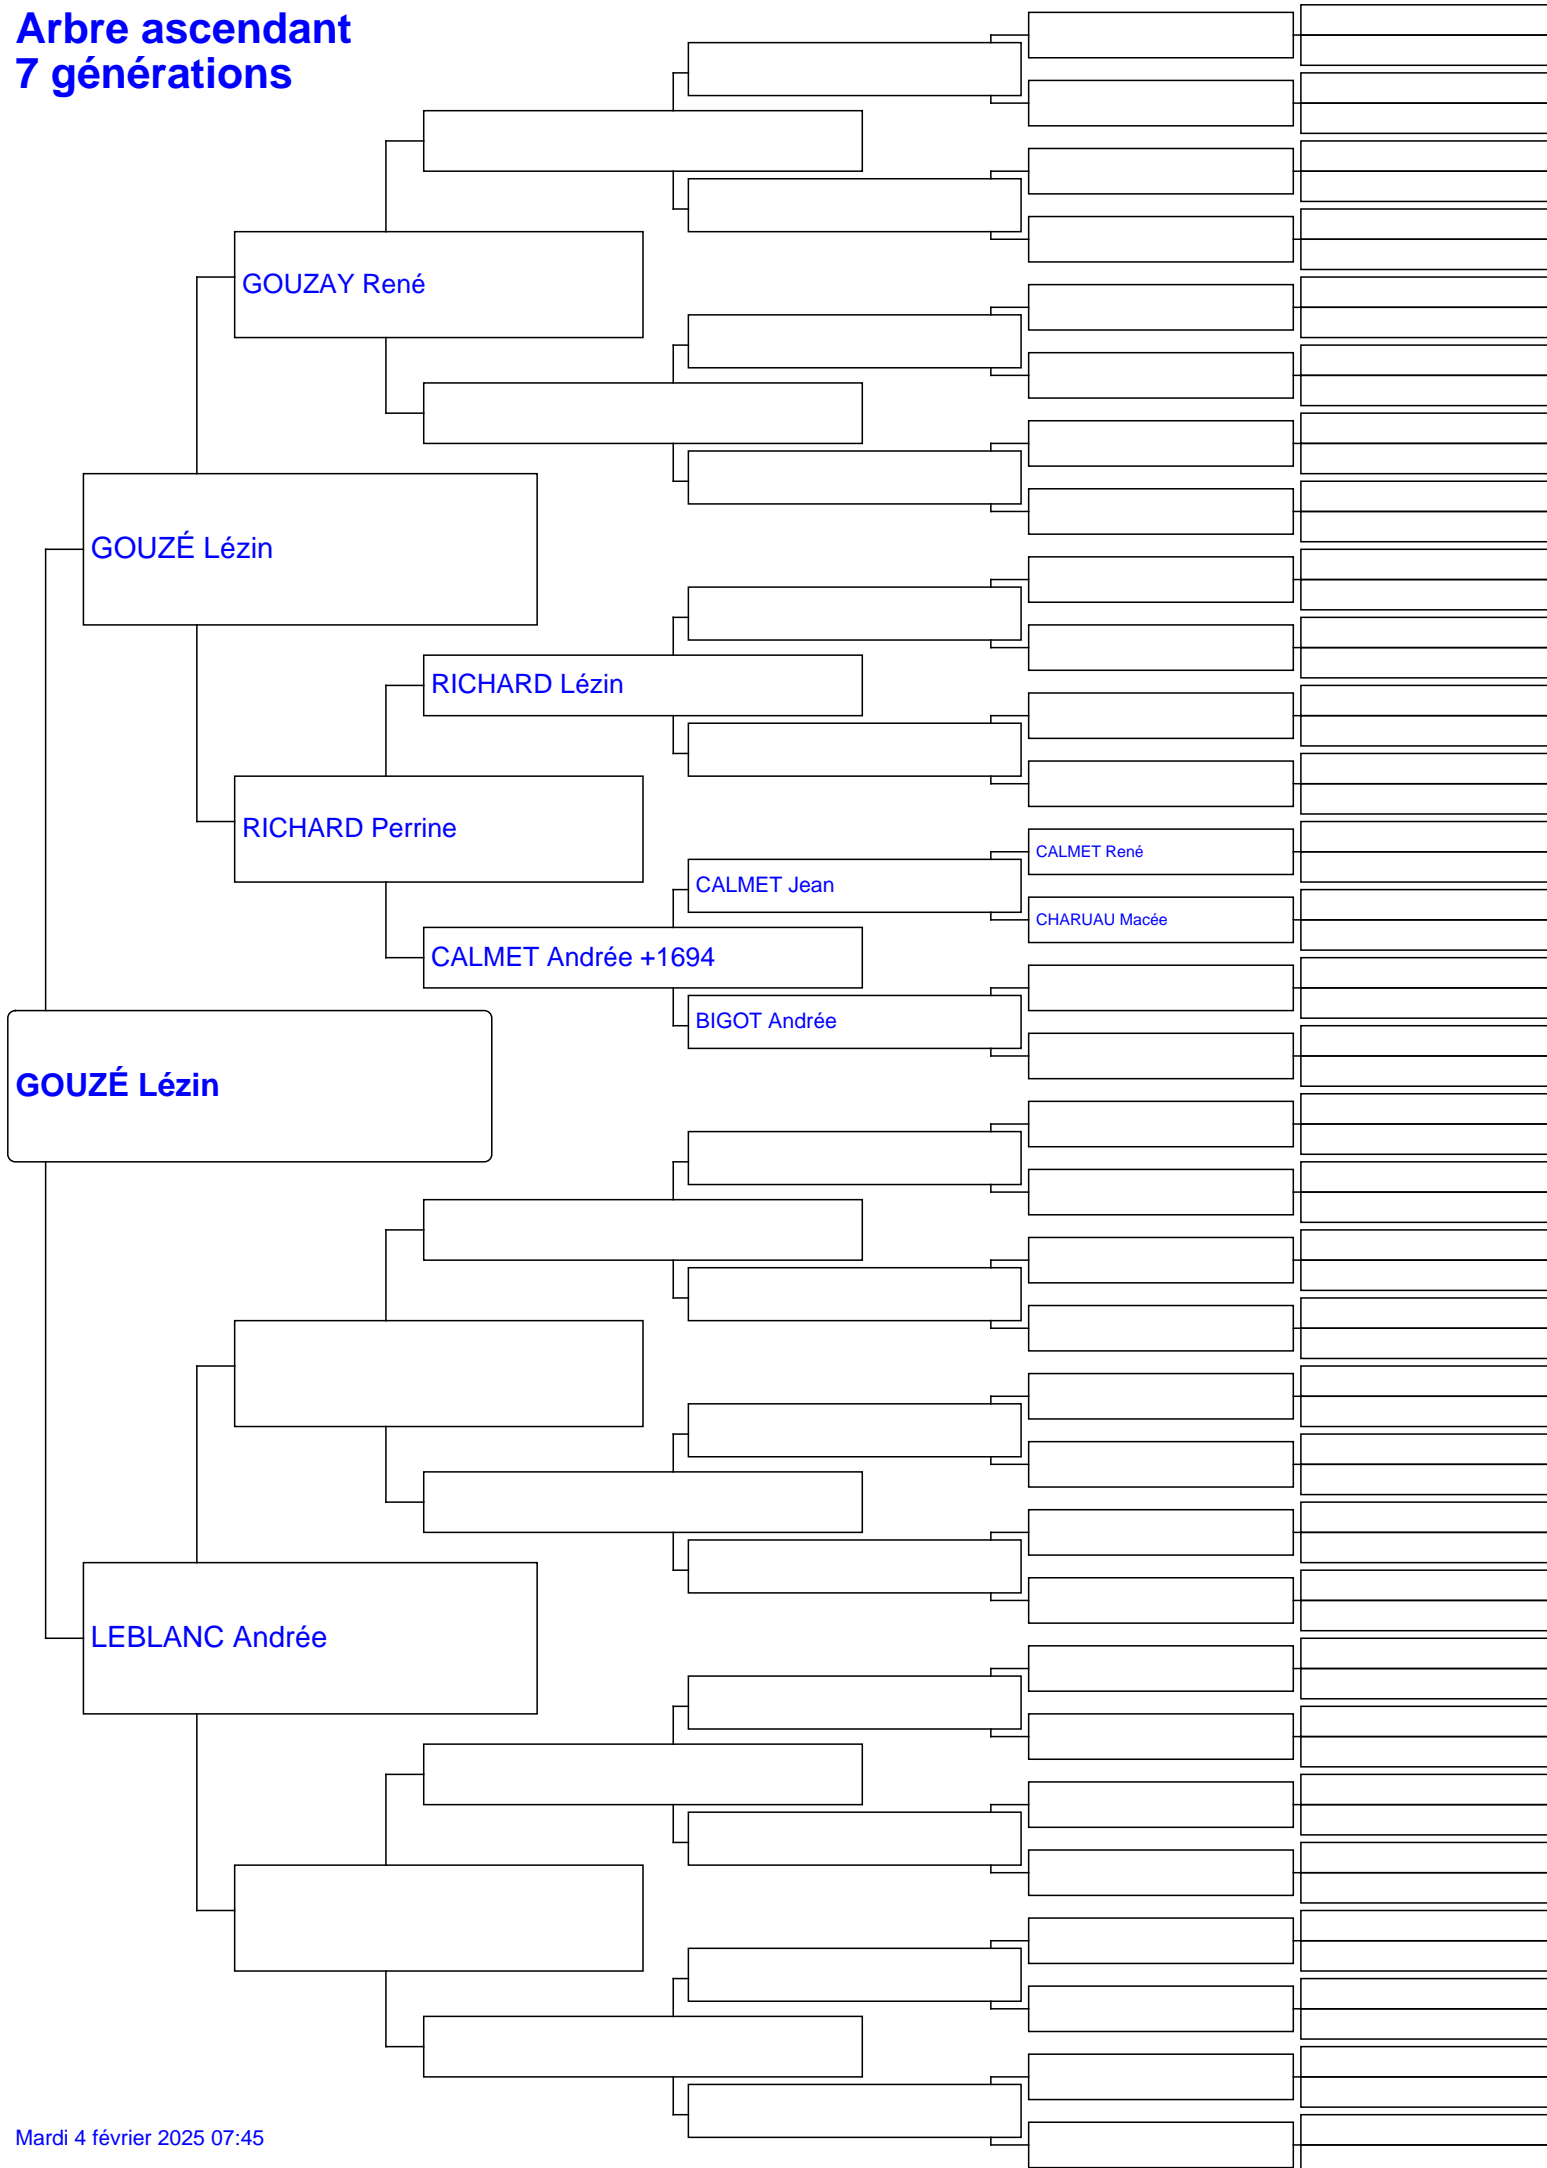 Arbre ascendant
7 générations
GOUZAY René
GOUZÉ Lézin
RICHARD Lézin
RICHARD Perrine
CALMET René
CALMET Jean
CHARUAU Macée
CALMET Andrée +1694
BIGOT Andrée
GOUZÉ Lézin
LEBLANC Andrée
Mardi 4 février 2025 07:45